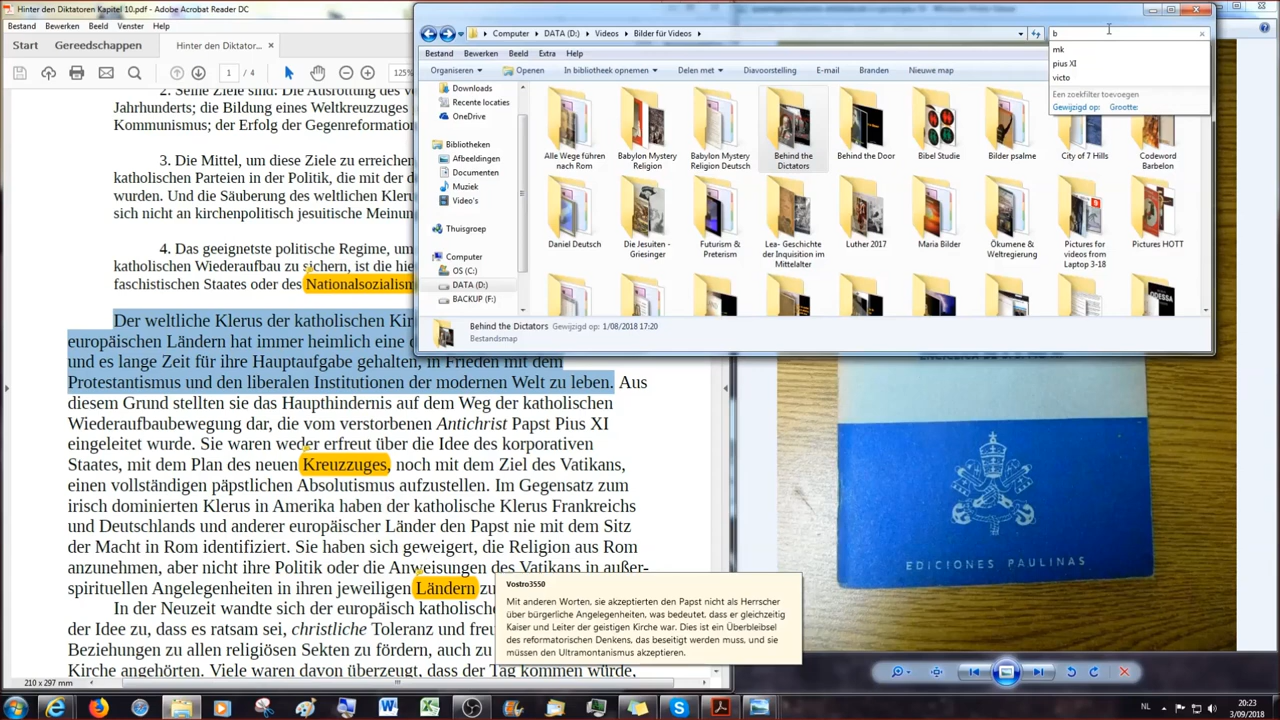 Hinter den Diktatoren Kapitel 10.pdf - Adobe Acrobat Reader DC
Bestand Bewerken Beeld Venster Help
Start Gereedschappen Hinter den Diktator... ×
1 / 4 125%
Jahrhunderts; die Bildung eines Weltkreuzzu
Kommunismus; der Erfolg der Gegenreformation.
3. Die Mittel, um diese Ziele zu erreichen
katholischen Parteien in der Politik, die mit der d
wurden. Und die Säuberung des weltlichen Kleru
sich nicht an kirchenpolitisch jesuitische Meinun
4. Das geeignetste politische Regime, um
katholischen Wiederaufbau zu sichern, ist die hie
faschistischen Staates oder des Nationalsozialism
Der weltliche Klerus der katholischen Kir
europäischen Ländern hat immer heimlich eine
und es lange Zeit für ihre Hauptaufgabe gehalten, in Frieden mit dem
Protestantismus und den liberalen Institutionen der modernen Welt zu leben. Aus
diesem Grund stellten sie das Haupthindernis auf dem Weg der katholischen
Wiederaufbaubewegung dar, die vom verstorbenen Antichrist Papst Pius XI
eingeleitet wurde. Sie waren weder erfreut über die Idee des korporativen
Staates, mit dem Plan des neuen Kreuzzuges, noch mit dem Ziel des Vatikans,
einen vollständigen päpstlichen Absolutismus aufzustellen. Im Gegensatz zum
irisch dominierten Klerus in Amerika haben der katholische Klerus Frankreichs
und Deutschlands und anderer europäischer Länder den Papst nie mit dem Sitz
der Macht in Rom identifiziert. Sie haben sich geweigert, die Religion aus Rom
anzunehmen, aber nicht ihre Politik oder die Anweisungen des Vatikans in außer-
spirituellen Angelegenheiten in ihren jeweiligen Ländern zu
In der Neuzeit wandte sich der europäisch katholische
der Idee zu, dass es ratsam sei, christliche Toleranz und freu
Beziehungen zu allen religiösen Sekten zu fördern, auch zu
Kirche angehörten. Viele waren davon überzeugt, dass der Tag kommen würde,
210 x 297 mm
Vostro3550
Mit anderen Worten, sie akzeptierten den Papst nicht als Herrscher
über bürgerliche Angelegenheiten, was bedeutet, dass er gleichzeitig
Kaiser und Leiter der geistigen Kirche war. Dies ist ein Überbleibsel
des reformatorischen Denkens, das beseitigt werden muss, und sie
müssen den Ultramontanismus akzeptieren.
Computer DATA (D:) Videos Bilder für Videos
b
mk
pius XI
victo
Een zoekfilter toevoegen
Gewijzigd op: Grootte:
Bestand Bewerken Beeld Extra Help
Organiseren Openen In bibliotheek opnemen Delen met Diavoorstelling E-mail Branden Nieuwe map
Downloads
Recente locaties
OneDrive
Bibliotheken
Afbeeldingen
Documenten
Muziek
Video's
Thuisgroep
Computer
OS (C:)
DATA (D:)
BACKUP (F:)
Alle Wege führen nach Rom
Babylon Mystery Religion
Babylon Mystery Religion Deutsch
Behind the Dictators
Behind the Door
Bibel Studie
Bilder psalme
City of 7 Hills
Codeword Barbelon
Daniel Deutsch
Die Jesuiten - Griesinger
Futurism & Preterism
Lea- Geschichte der Inquisition im Mittelalter
Luther 2017
Maria Bilder
Ökumene & Weltregierung
Pictures for videos from Laptop 3-18
Pictures HOTT
ODESSA
Behind the Dictators Gewijzigd op: 1/08/2018 17:20
Bestandsmap
EDICIONES PAULINAS
NL
20:23
3/09/2018